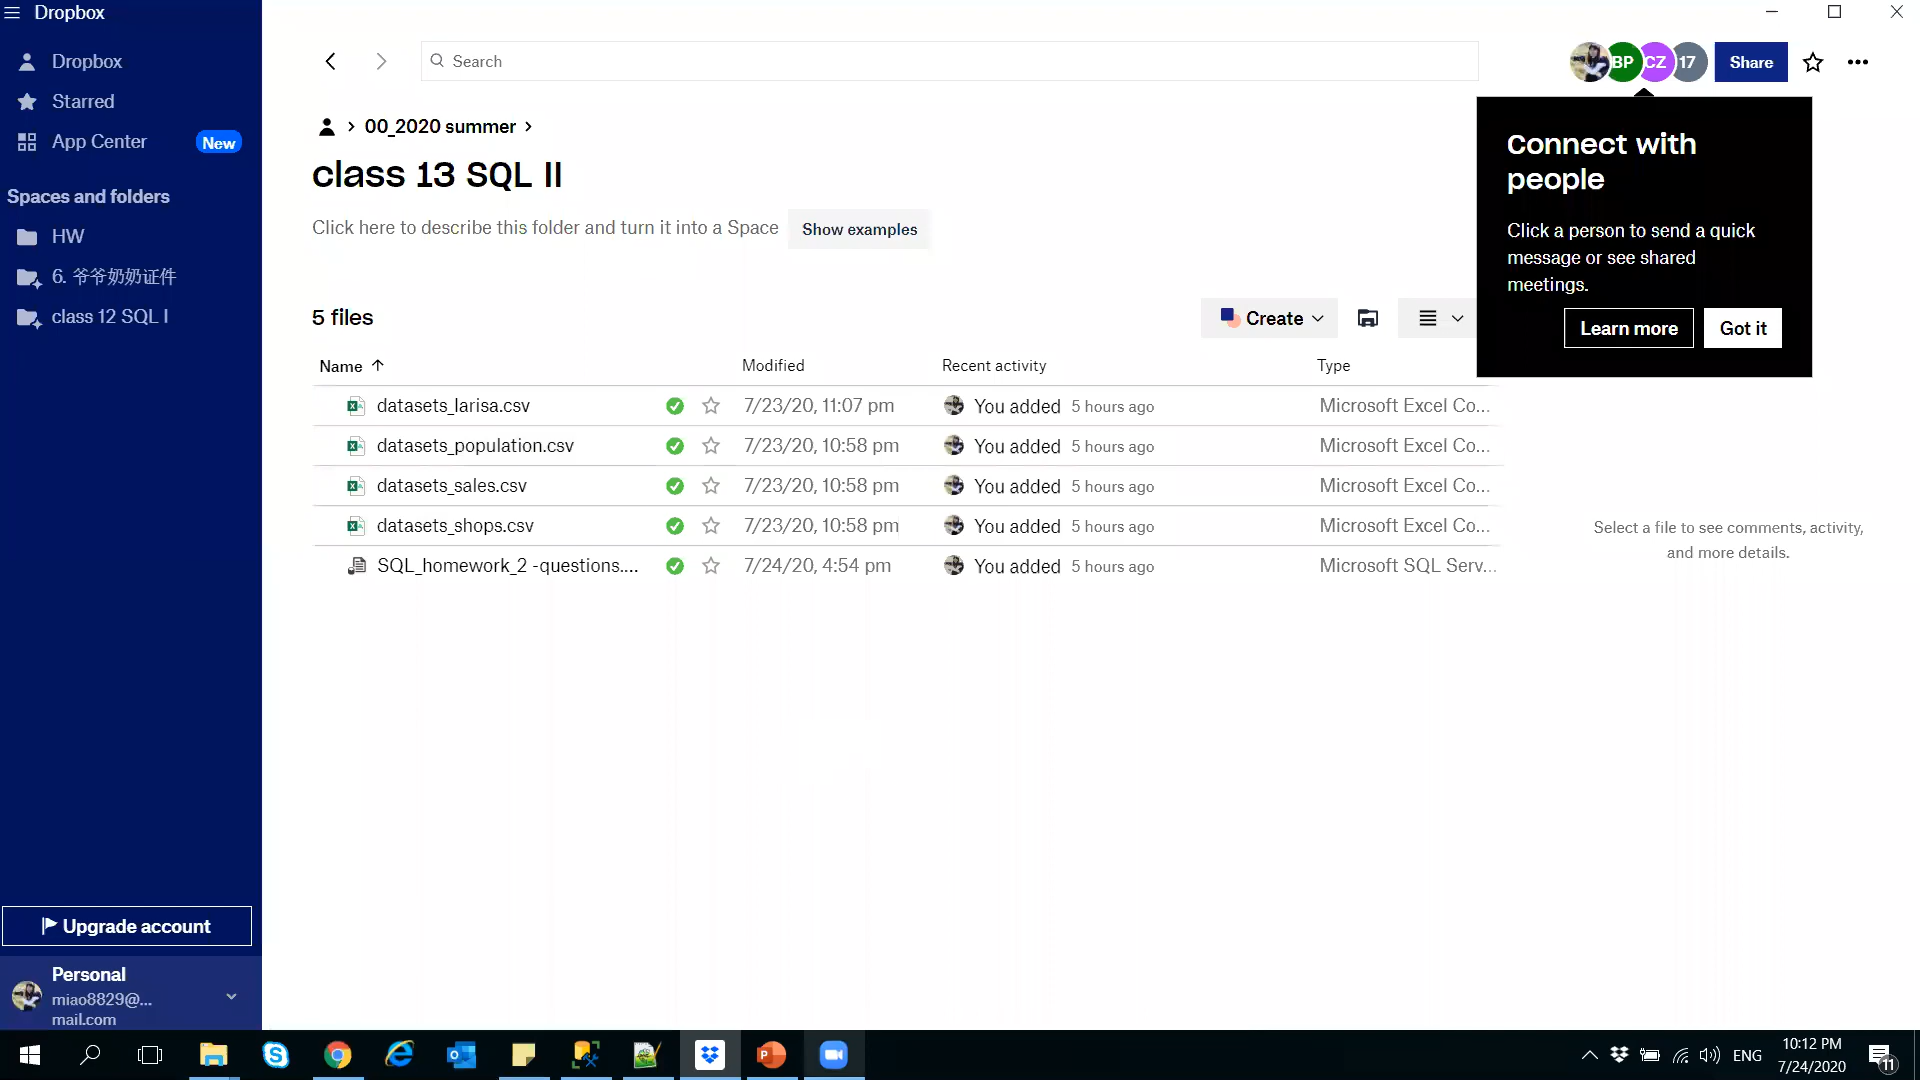 Dropbox
Dropbox
Starred
App Center New
Spaces and folders
HW
6. 爷爷奶奶证件
class 12 SQL I
Upgrade account
Personal
miao8829@...
mail.com
Search
BP CZ 17 Share
00_2020 summer
class 13 SQL II
Click here to describe this folder and turn it into a Space Show examples
Connect with
people
Click a person to send a quick
message or see shared
meetings.
Learn more Got it
5 files Create
Name Modified Recent activity Type
datasets_larisa.csv 7/23/20, 11:07 pm You added 5 hours ago Microsoft Excel Co...
datasets_population.csv 7/23/20, 10:58 pm You added 5 hours ago Microsoft Excel Co...
datasets_sales.csv 7/23/20, 10:58 pm You added 5 hours ago Microsoft Excel Co...
datasets_shops.csv 7/23/20, 10:58 pm You added 5 hours ago Microsoft Excel Co...
SQL_homework_2 -questions.... 7/24/20, 4:54 pm You added 5 hours ago Microsoft SQL Serv...
Select a file to see comments, activity,
and more details.
ENG
10:12 PM
7/24/2020
11